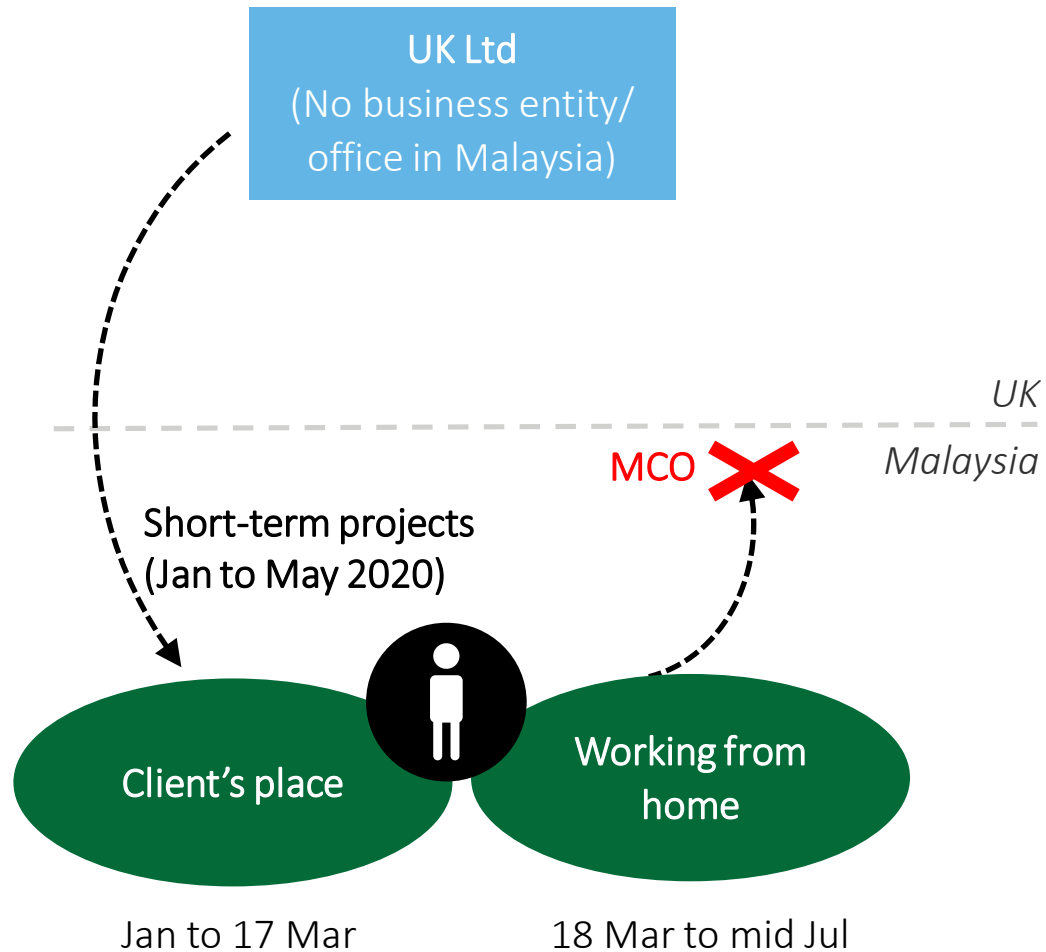 UK Ltd
(No business entity/
office in Malaysia)
UK
MCO
Malaysia
Short-term projects
(Jan to May 2020)
Client’s place
Working from
home
Jan to 17 Mar
18 Mar to mid Jul